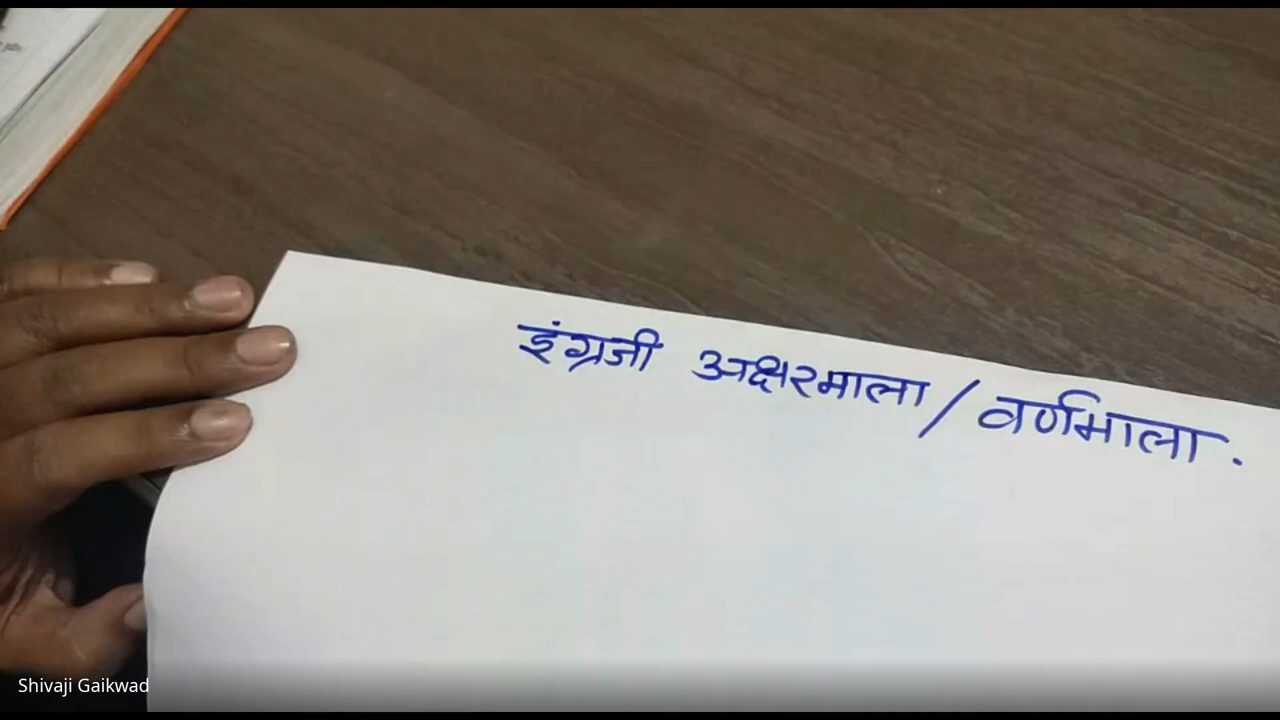 इंग्रजी अक्षरमाला / वर्णमाला .
Shivaji Gaikwad